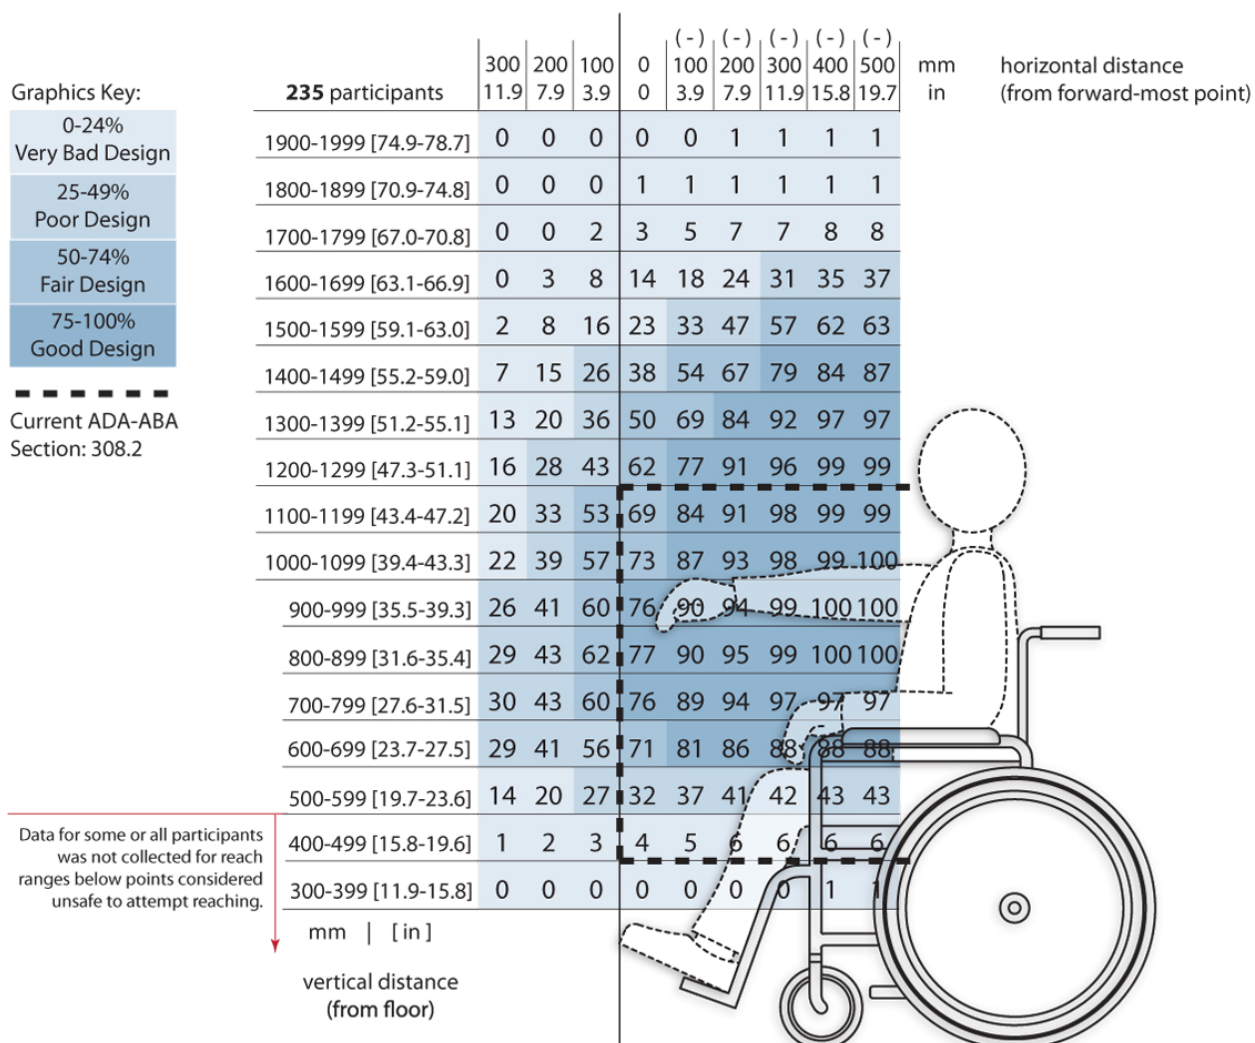 (-) (-) (-) (-) (-)
300 200 100 0 100 200 300 400 500 mm horizontal distance
Graphics Key: 235 participants 11.9 7.9 3.9 0 3.9 7.9 11.9 15.8 19.7 in (from forward-most point)
0-24%
Very Bad Design
25-49%
Poor Design
50-74%
Fair Design
75-100%
Good Design
Current ADA-ABA
Section: 308.2
1900-1999 [74.9-78.7] 0 0 0 0 0 1 1 1 1
1800-1899 [70.9-74.8] 0 0 0 1 1 1 1 1 1
1700-1799 [67.0-70.8] 0 0 2 3 5 7 7 8 8
1600-1699 [63.1-66.9] 0 3 8 14 18 24 31 35 37
1500-1599 [59.1-63.0] 2 8 16 23 33 47 57 62 63
1400-1499 [55.2-59.0] 7 15 26 38 54 67 79 84 87
1300-1399 [51.2-55.1] 13 20 36 50 69 84 92 97 97
1200-1299 [47.3-51.1] 16 28 43 62 77 91 96 99 99
1100-1199 [43.4-47.2] 20 33 53 69 84 91 98 99 99
1000-1099 [39.4-43.3] 22 39 57 73 87 93 98 99 100
900-999 [35.5-39.3] 26 41 60 76 90 94 99 100 100
800-899 [31.6-35.4] 29 43 62 77 90 95 99 100 100
700-799 [27.6-31.5] 30 43 60 76 89 94 97 97 97
600-699 [23.7-27.5] 29 41 56 71 81 86 88 88 88
500-599 [19.7-23.6] 14 20 27 32 37 41 42 43 43
400-499 [15.8-19.6] 1 2 3 4 5 6 6 6 6
300-399 [11.9-15.8] 0 0 0 0 0 0 0 1 1
Data for some or all participants
was not collected for reach
ranges below points considered
unsafe to attempt reaching.
mm | [ in ]
vertical distance
(from floor)